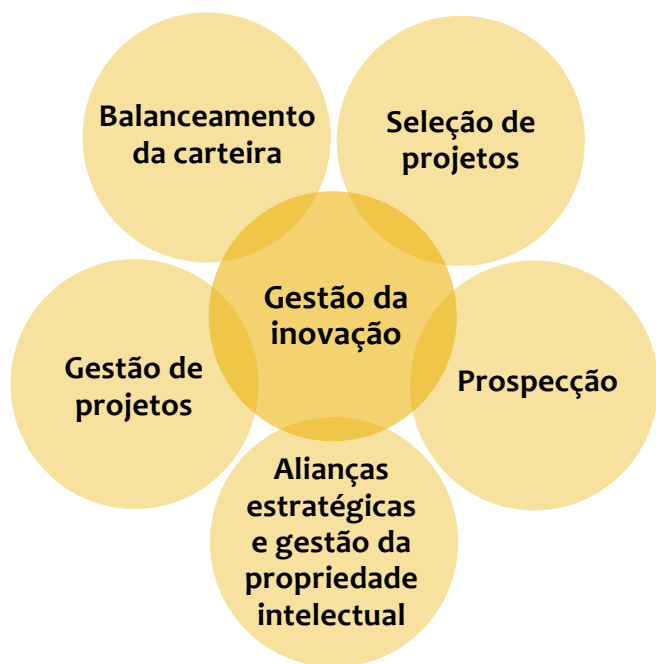 Balanceamento
da carteira
Seleção de
projetos
Gestão da
inovação
Gestão de
projetos
Prospecção
Alianças
estratégicas
e gestão da
propriedade
intelectual